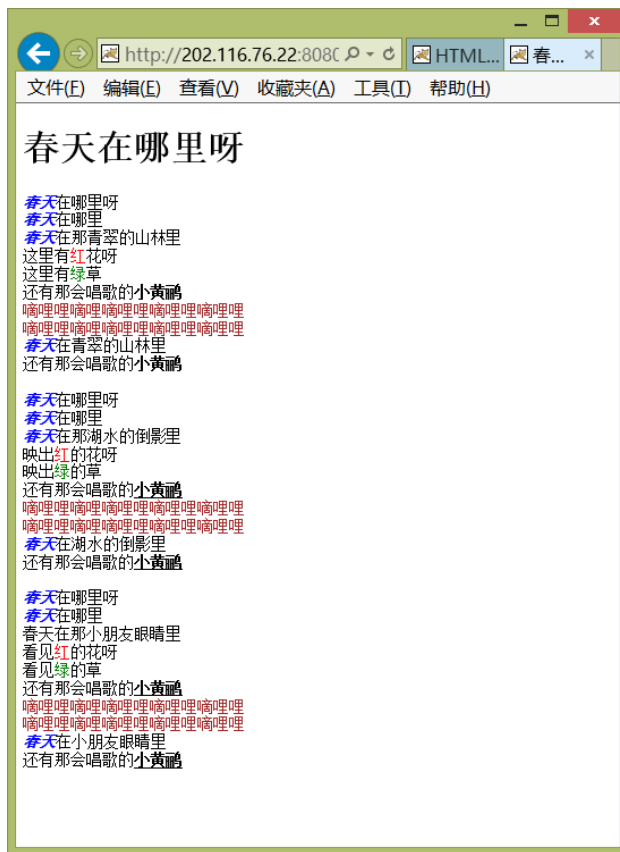 http://202.116.76.22:8080
HTML...
春...
文件(F) 编辑(E) 查看(V) 收藏夹(A) 工具(T) 帮助(H)
春天在哪里呀
春天在哪里呀
春天在哪里
春天在那青翠的山林里
这里有红花呀
这里有绿草
还有那会唱歌的小黄鹂
嘀哩哩嘀哩嘀哩哩嘀哩哩嘀哩哩
嘀哩哩嘀哩嘀哩哩嘀哩哩嘀哩哩
春天在青翠的山林里
还有那会唱歌的小黄鹂
春天在哪里呀
春天在哪里
春天在那湖水的倒影里
映出红的花呀
映出绿的草
还有那会唱歌的小黄鹂
嘀哩哩嘀哩嘀哩哩嘀哩哩嘀哩哩
嘀哩哩嘀哩嘀哩哩嘀哩哩嘀哩哩
春天在湖水的倒影里
还有那会唱歌的小黄鹂
春天在哪里呀
春天在哪里
春天在那小朋友眼睛里
看见红的花呀
看见绿的草
还有那会唱歌的小黄鹂
嘀哩哩嘀哩嘀哩哩嘀哩哩嘀哩哩
嘀哩哩嘀哩嘀哩哩嘀哩哩嘀哩哩
春天在小朋友眼睛里
还有那会唱歌的小黄鹂